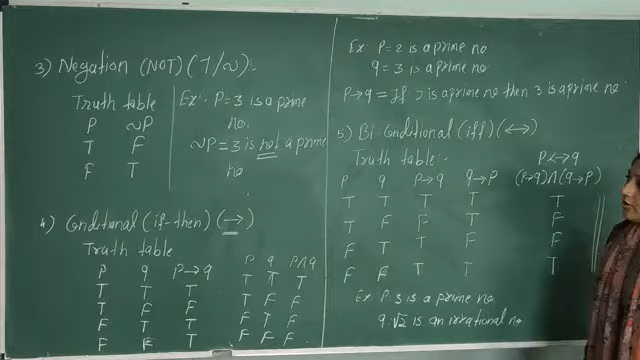 3) Negation (NOT) (7/~):-
Truth table
P ~P
T F
F T
Ex:- P=3 is a prime
no.
~P=3 is not a prime
no
4) Conditional (if-then) (→)
Truth table
P q P→q
T T T
T F F
F T T
F F T
P q P∧q
T T T
T F F
F T F
F F F
Ex: P=2 is a prime no
q=3 is a prime no.
P→q = If 2 is a prime no then 3 is a prime no.
5) Bi-Conditional (iff) (↔)
Truth table: P↔q
P q P→q q→P (P→q)∧(q→P)
T T T T T
T F F T F
F T T F F
F F T T T
Ex: P: 3 is a prime no
q: √2 is an irrational no